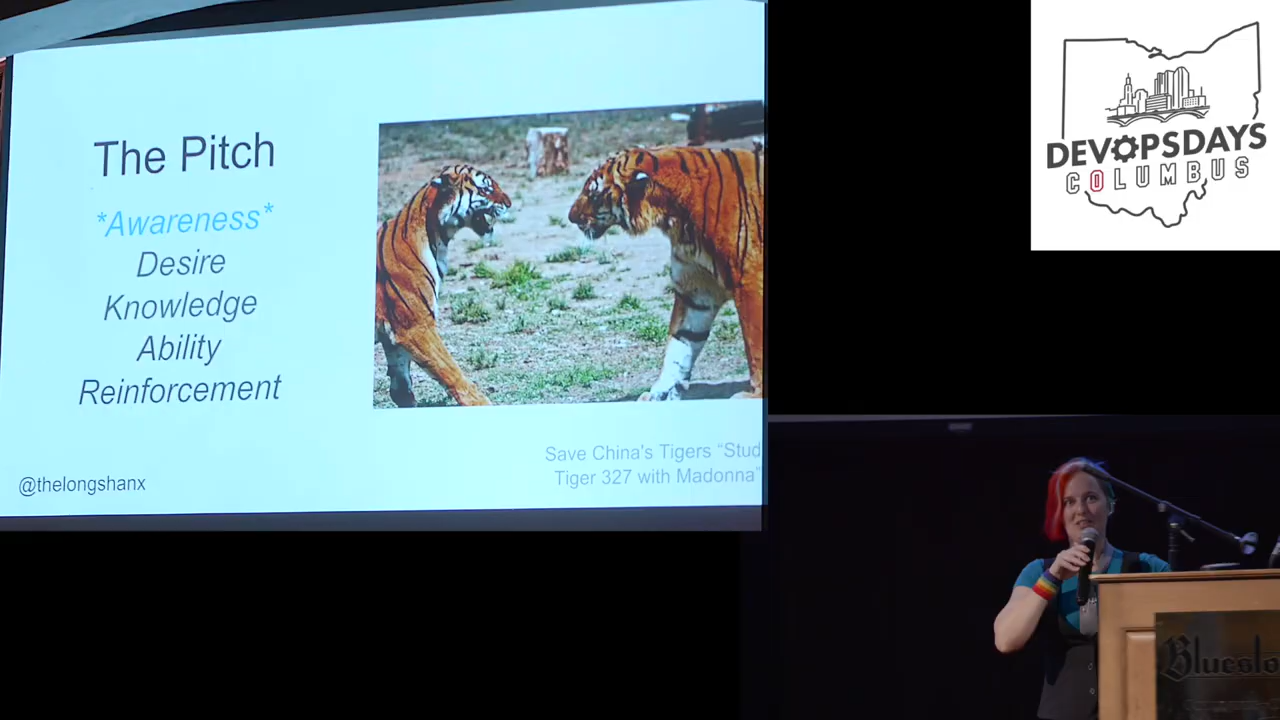 The Pitch
*Awareness*
Desire
Knowledge
Ability
Reinforcement
Save China's Tigers “Stud
Tiger 327 with Madonna”
@thelongshanx
DEVOPSDAYS
COLUMBUS